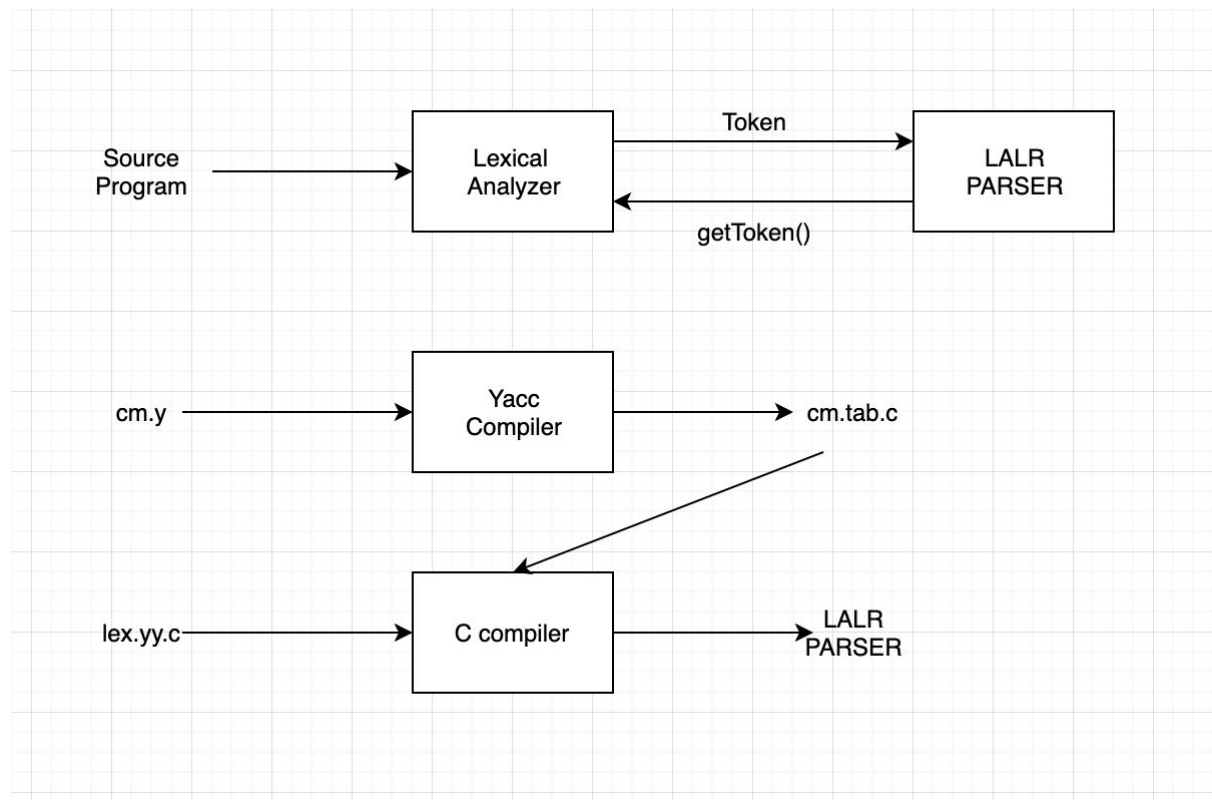 Token
Source
Program
Lexical
Analyzer
LALR
PARSER
getToken()
cm.y
Yacc
Compiler
cm.tab.c
lex.yy.c
C compiler
LALR
PARSER